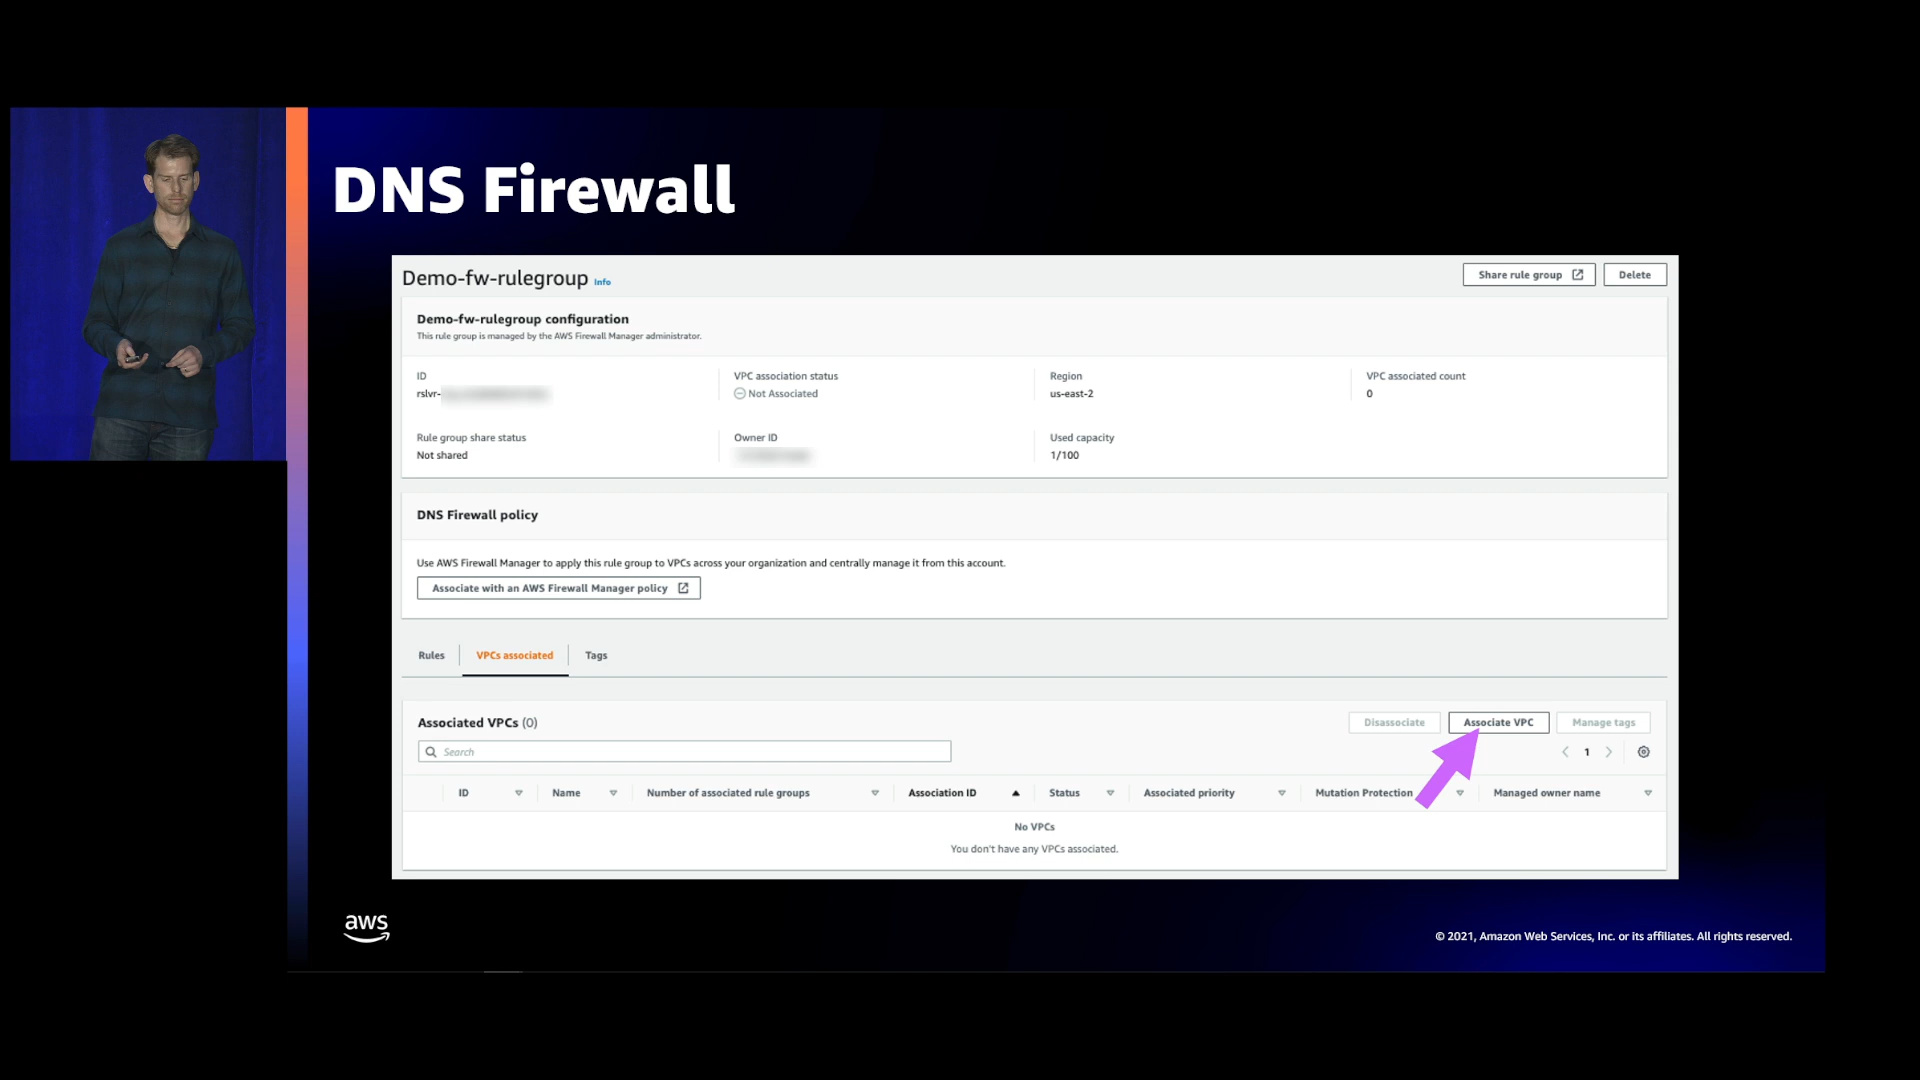 DNS Firewall
Demo-fw-rulegroup Info
Share rule group
Delete
Demo-fw-rulegroup configuration
This rule group is managed by the AWS Firewall Manager administrator.
ID
rslvr-
VPC association status
Not Associated
Region
us-east-2
VPC associated count
0
Rule group share status
Not shared
Owner ID
Used capacity
1/100
DNS Firewall policy
Use AWS Firewall Manager to apply this rule group to VPCs across your organization and centrally manage it from this account.
Associate with an AWS Firewall Manager policy
Rules
VPCs associated
Tags
Associated VPCs (0)
Disassociate
Associate VPC
Manage tags
Search
1
ID
Name
Number of associated rule groups
Association ID
Status
Associated priority
Mutation Protection
Managed owner name
No VPCs
You don't have any VPCs associated.
aws
© 2021, Amazon Web Services, Inc. or its affiliates. All rights reserved.